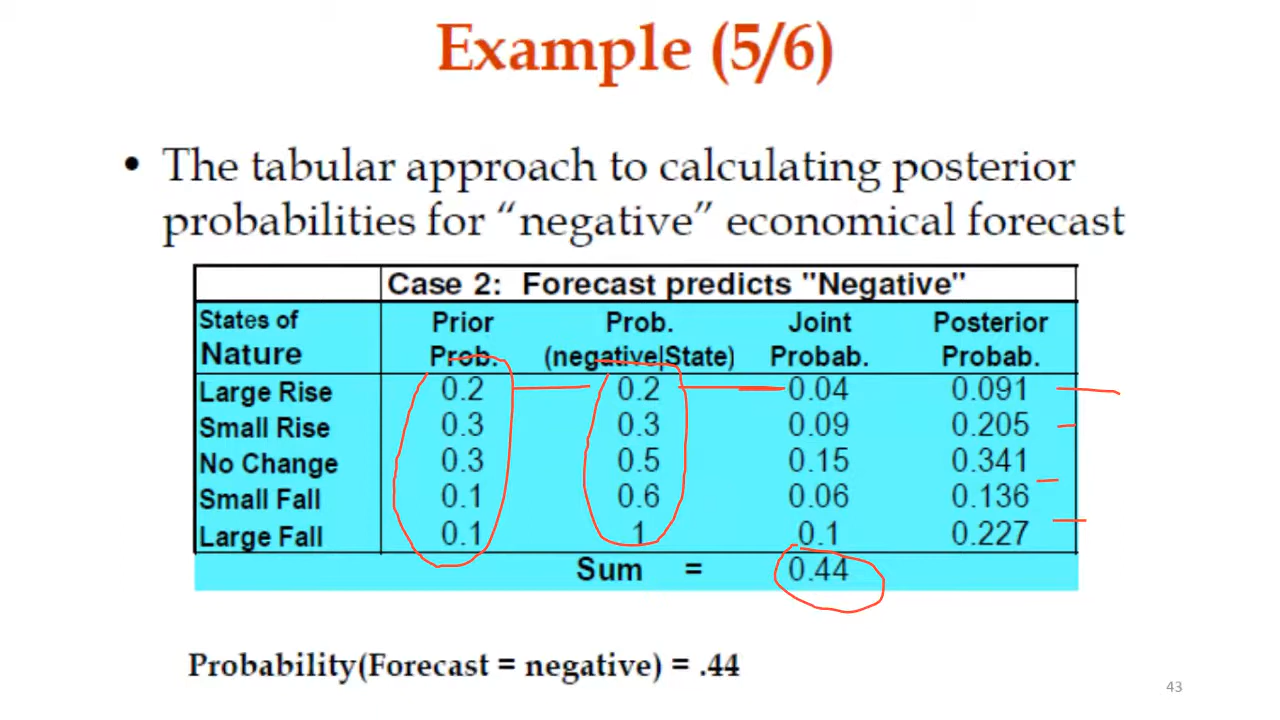 Example (5/6)
• The tabular approach to calculating posterior
probabilities for “negative” economical forecast
Case 2: Forecast predicts "Negative"
States of Nature Prior Prob. Prob. (negative|State) Joint Probab. Posterior Probab.
Large Rise 0.2 0.2 0.04 0.091
Small Rise 0.3 0.3 0.09 0.205
No Change 0.3 0.5 0.15 0.341
Small Fall 0.1 0.6 0.06 0.136
Large Fall 0.1 1 0.1 0.227
Sum = 0.44
Probability(Forecast = negative) = .44
43